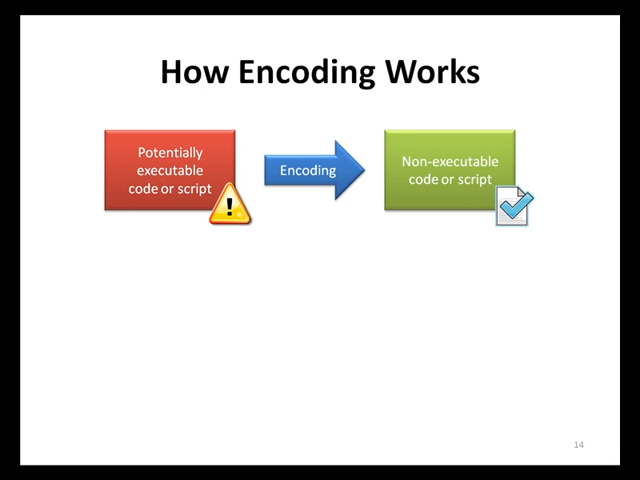 How Encoding Works
Potentially
executable
code or script
Encoding
Non-executable
code or script
14